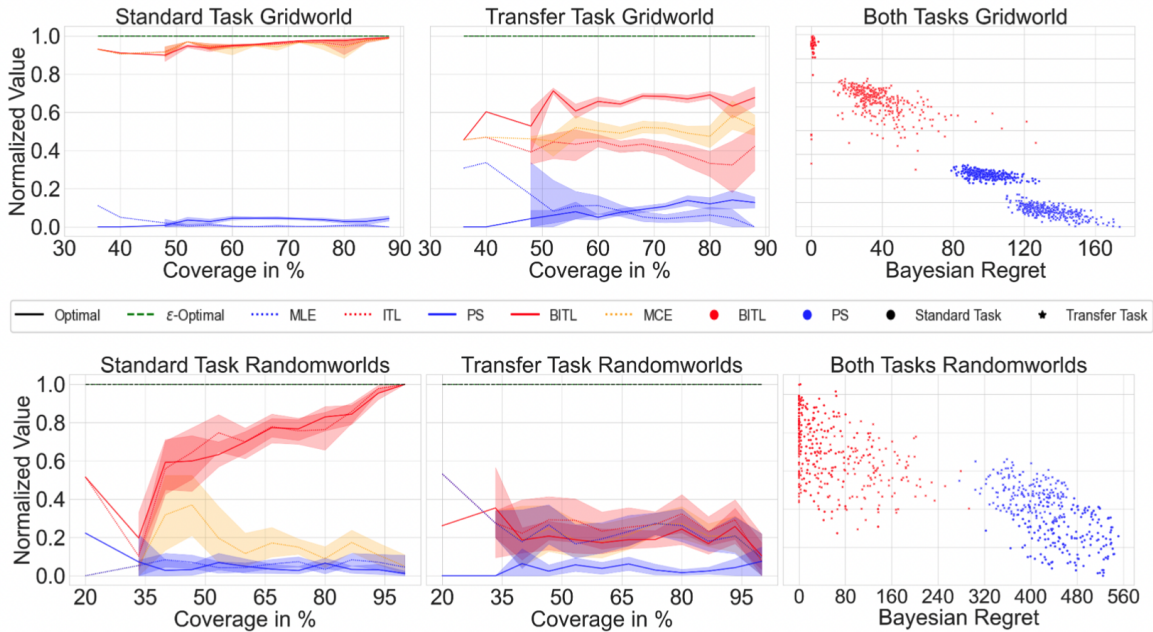 Standard Task Gridworld
Transfer Task Gridworld
Both Tasks Gridworld
Normalized Value
1.0
0.8
0.6
0.4
0.2
0.0
30 40 50 60 70 80 90
30 40 50 60 70 80 90
0 40 80 120 160
Coverage in %
Coverage in %
Bayesian Regret
Optimal ε-Optimal MLE ITL PS BITL MCE BITL PS Standard Task Transfer Task
Standard Task Randomworlds
Transfer Task Randomworlds
Both Tasks Randomworlds
Normalized Value
1.0
0.8
0.6
0.4
0.2
0.0
20 35 50 65 80 95
20 35 50 65 80 95
0 80 160 240 320 400 480 560
Coverage in %
Coverage in %
Bayesian Regret